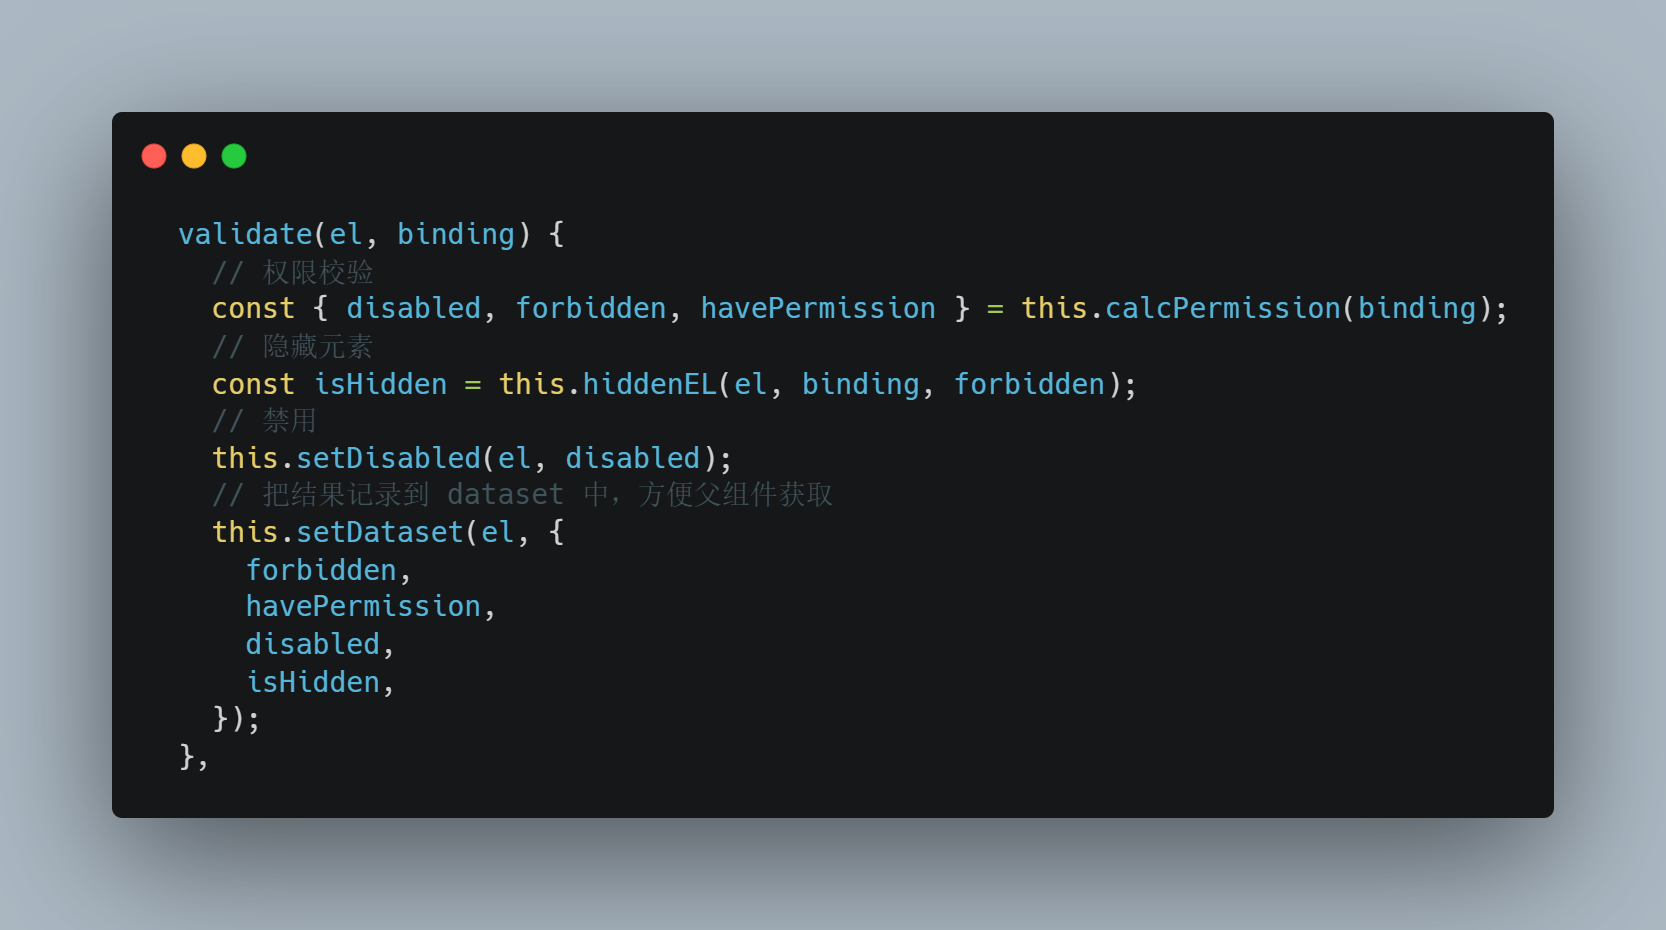 validate(el, binding) {
  // 权限校验
  const { disabled, forbidden, havePermission } = this.calcPermission(binding);
  // 隐藏元素
  const isHidden = this.hiddenEL(el, binding, forbidden);
  // 禁用
  this.setDisabled(el, disabled);
  // 把结果记录到 dataset 中，方便父组件获取
  this.setDataset(el, {
    forbidden,
    havePermission,
    disabled,
    isHidden,
  });
},